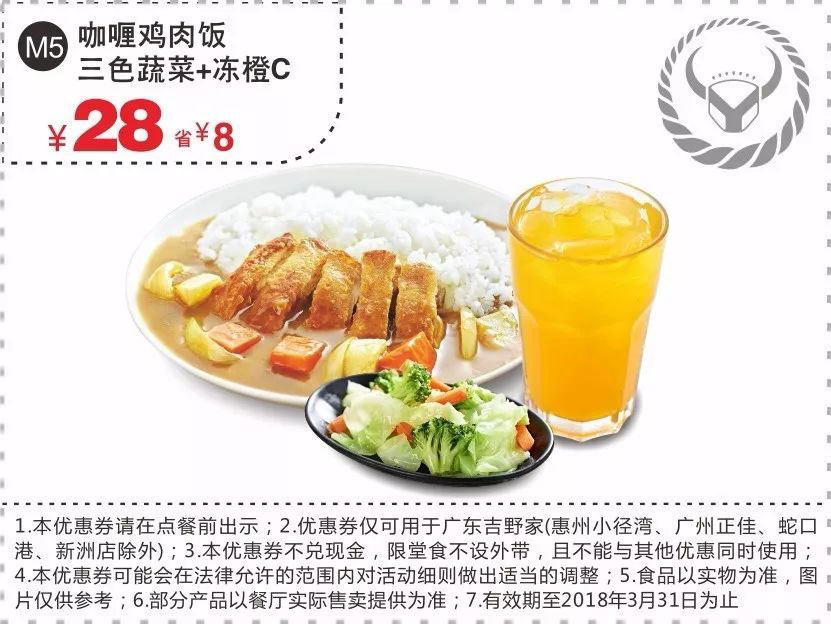 M5
咖喱鸡肉饭
三色蔬菜+冻橙C
¥28 省¥8
1.本优惠券请在点餐前出示；2.优惠券仅可用于广东吉野家(惠州小径湾、广州正佳、蛇口
港、新洲店除外)；3.本优惠券不兑现金，限堂食不设外带，且不能与其他优惠同时使用；
4.本优惠券可能会在法律允许的范围内对活动细则做出适当的调整；5.食品以实物为准，图
片仅供参考；6.部分产品以餐厅实际售卖提供为准；7.有效期至2018年3月31日为止